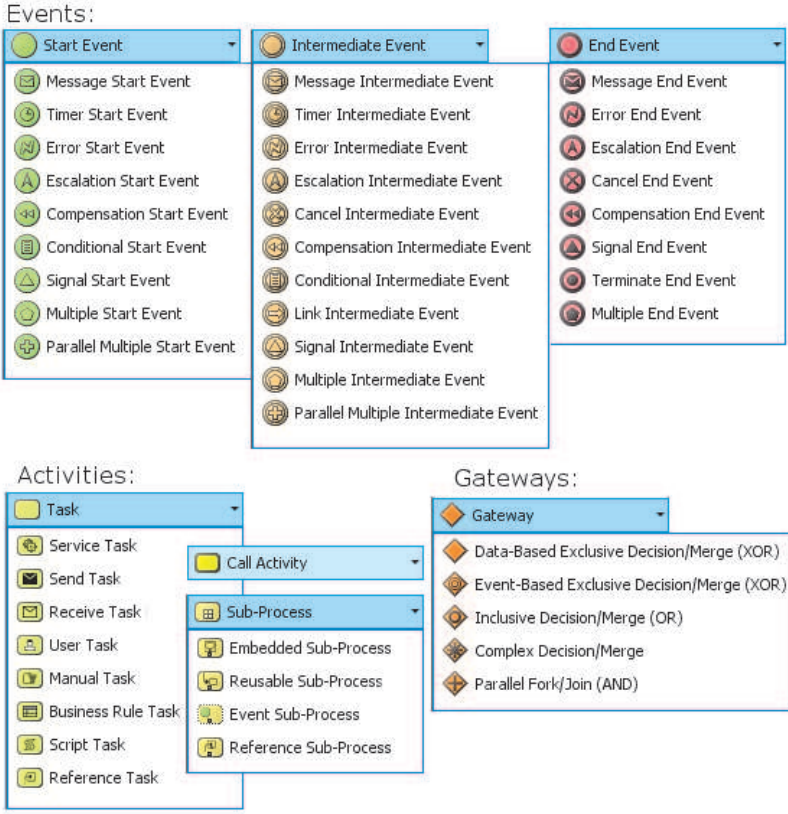 Events:
Start Event
Message Start Event
Timer Start Event
Error Start Event
Escalation Start Event
Compensation Start Event
Conditional Start Event
Signal Start Event
Multiple Start Event
Parallel Multiple Start Event
Intermediate Event
Message Intermediate Event
Timer Intermediate Event
Error Intermediate Event
Escalation Intermediate Event
Cancel Intermediate Event
Compensation Intermediate Event
Conditional Intermediate Event
Link Intermediate Event
Signal Intermediate Event
Multiple Intermediate Event
Parallel Multiple Intermediate Event
End Event
Message End Event
Error End Event
Escalation End Event
Cancel End Event
Compensation End Event
Signal End Event
Terminate End Event
Multiple End Event
Activities:
Task
Service Task
Send Task
Receive Task
User Task
Manual Task
Business Rule Task
Script Task
Reference Task
Call Activity
Sub-Process
Embedded Sub-Process
Reusable Sub-Process
Event Sub-Process
Reference Sub-Process
Gateways:
Gateway
Data-Based Exclusive Decision/Merge (XOR)
Event-Based Exclusive Decision/Merge (XOR)
Inclusive Decision/Merge (OR)
Complex Decision/Merge
Parallel Fork/Join (AND)